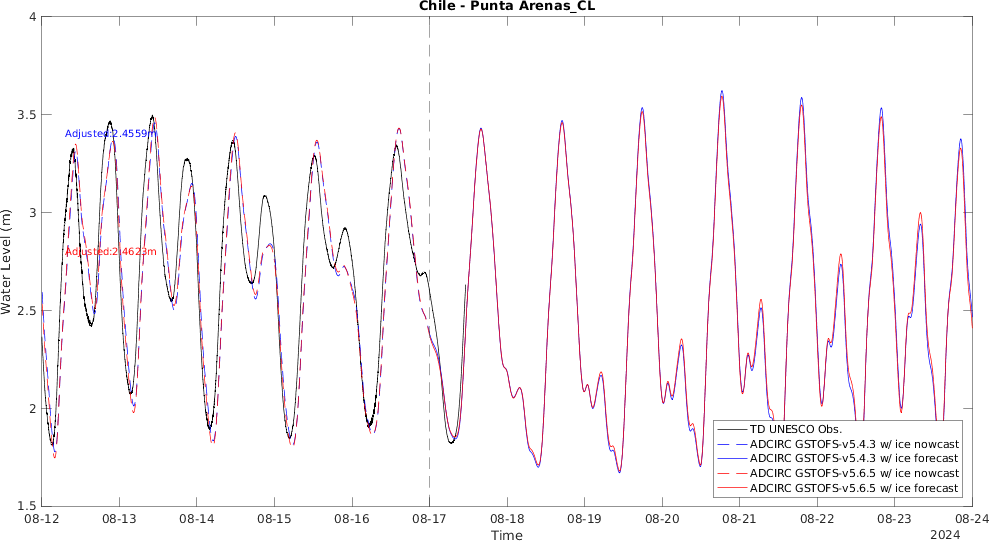 Chile - Punta Arenas_CL
4
3.5
3
2.5
2
1.5
Water Level (m)
Adjusted:2.4559m
Adjusted:2.4623m
TD UNESCO Obs.
ADCIRC GSTOFS-v5.4.3 w/ ice nowcast
ADCIRC GSTOFS-v5.4.3 w/ ice forecast
ADCIRC GSTOFS-v5.6.5 w/ ice nowcast
ADCIRC GSTOFS-v5.6.5 w/ ice forecast
08-12 08-13 08-14 08-15 08-16 08-17 08-18 08-19 08-20 08-21 08-22 08-23 08-24
Time
2024